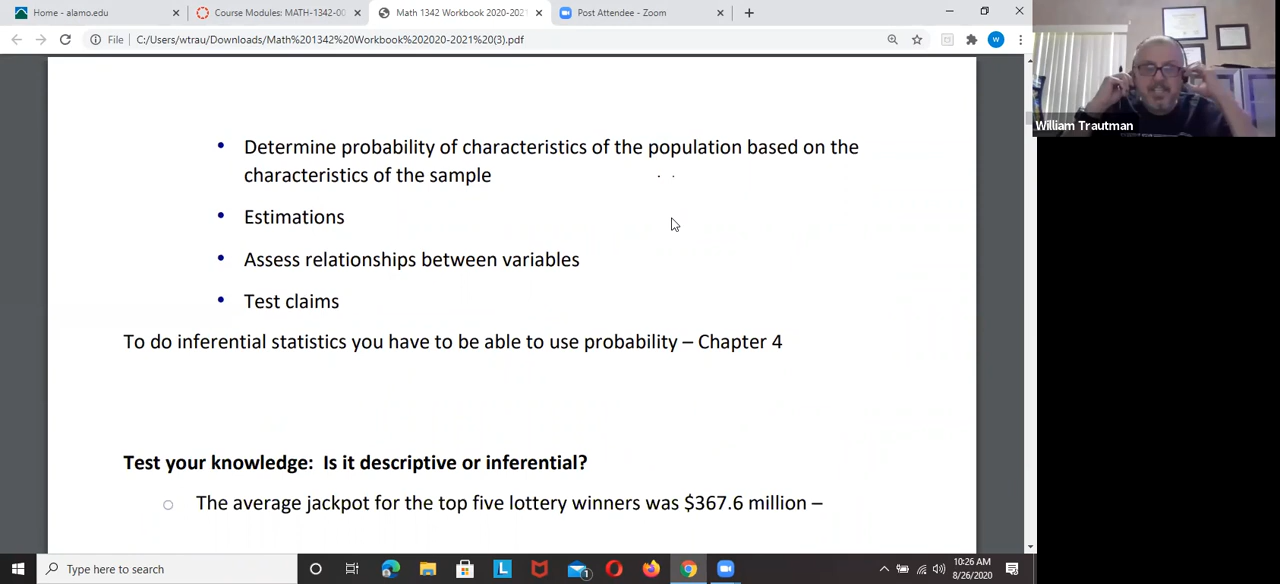 Home - alamo.edu
Course Modules: MATH-1342-00
Math 1342 Workbook 2020-2021
Post Attendee - Zoom
File
C:/Users/wtrau/Downloads/Math%201342%20Workbook%202020-2021%20(3).pdf
W
William Trautman
• Determine probability of characteristics of the population based on the
characteristics of the sample
• Estimations
• Assess relationships between variables
• Test claims
To do inferential statistics you have to be able to use probability – Chapter 4
Test your knowledge: Is it descriptive or inferential?
○ The average jackpot for the top five lottery winners was $367.6 million –
Type here to search
L
1
10:26 AM
8/26/2020